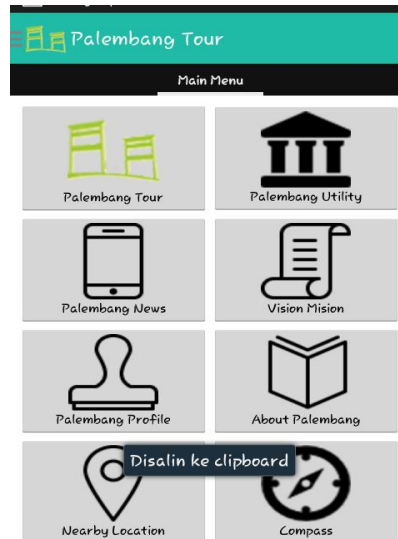 Palembang Tour
Main Menu
Palembang Tour
Palembang Utility
Palembang News
Vision Mision
Palembang Profile
About Palembang
Disalin ke clipboard
Nearby Location
Compass